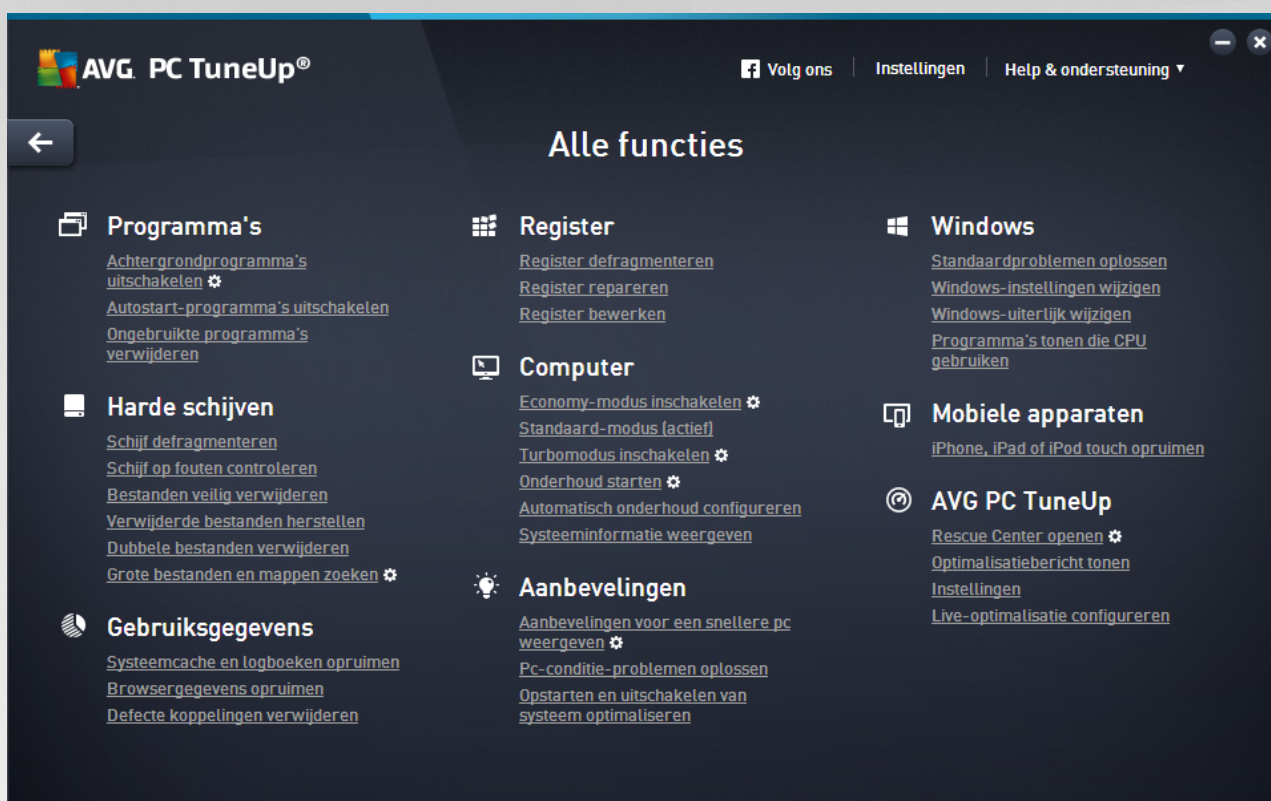 AVG. PC TuneUp®
Volg ons
Instellingen
Help & ondersteuning
Alle functies
Programma's
Achtergrondprogramma's
uitschakelen
Autostart-programma's uitschakelen
Ongebruikte programma's
verwijderen
Harde schijven
Schijf defragmenteren
Schijf op fouten controleren
Bestanden veilig verwijderen
Verwijderde bestanden herstellen
Dubbele bestanden verwijderen
Grote bestanden en mappen zoeken
Gebruiksgegevens
Systeemcache en logboeken opruimen
Browsergegevens opruimen
Defecte koppelingen verwijderen
Register
Register defragmenteren
Register repareren
Register bewerken
Computer
Economy-modus inschakelen
Standaard-modus (actief)
Turbomodus inschakelen
Onderhoud starten
Automatisch onderhoud configureren
Systeeminformatie weergeven
Aanbevelingen
Aanbevelingen voor een snellere pc
weergeven
Pc-conditie-problemen oplossen
Opstarten en uitschakelen van
systeem optimaliseren
Windows
Standaardproblemen oplossen
Windows-instellingen wijzigen
Windows-uiterlijk wijzigen
Programma's tonen die CPU
gebruiken
Mobiele apparaten
iPhone, iPad of iPod touch opruimen
AVG PC TuneUp
Rescue Center openen
Optimalisatiebericht tonen
Instellingen
Live-optimalisatie configureren